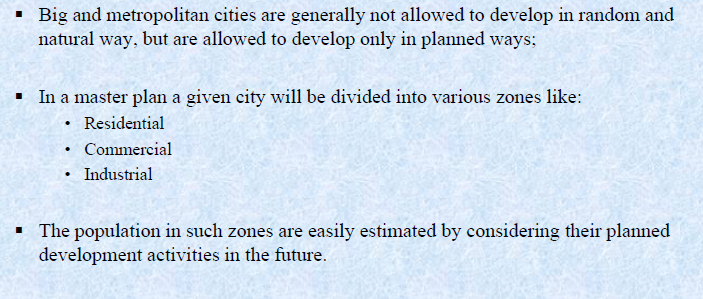 ▪ Big and metropolitan cities are generally not allowed to develop in random and
natural way, but are allowed to develop only in planned ways;
▪ In a master plan a given city will be divided into various zones like:
• Residential
• Commercial
• Industrial
▪ The population in such zones are easily estimated by considering their planned
development activities in the future.